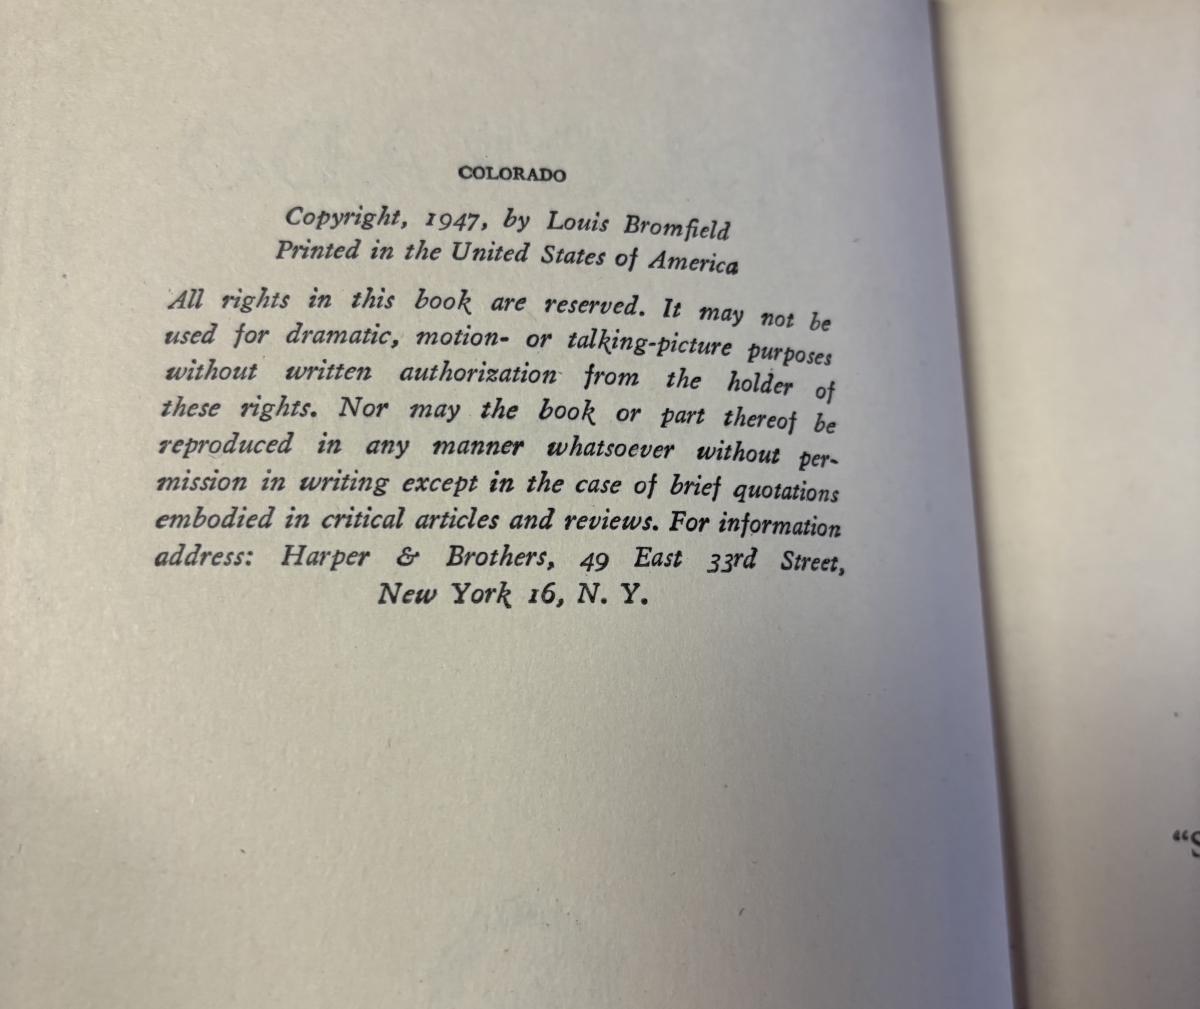 COLORADO
Copyright, 1947, by Louis Bromfield
Printed in the United States of America
All rights in this book are reserved. It may not be
used for dramatic, motion- or talking-picture purposes
without written authorization from the holder of
these rights. Nor may the book or part thereof be
reproduced in any manner whatsoever without per-
mission in writing except in the case of brief quotations
embodied in critical articles and reviews. For information
address: Harper & Brothers, 49 East 33rd Street,
New York 16, N. Y.